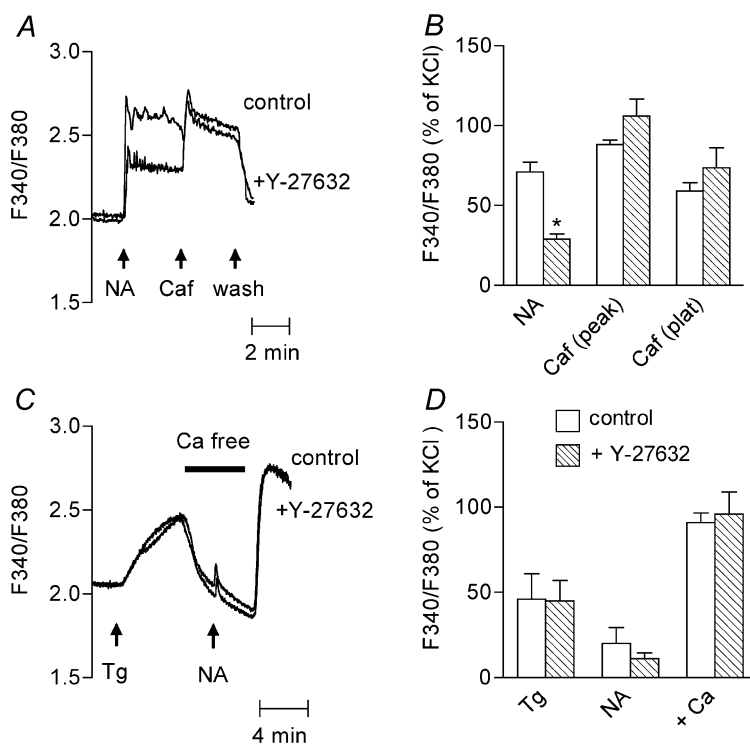 A
3.0
2.5
2.0
1.5
F340/F380
control
+Y-27632
NA
Caf
wash
2 min
B
150
100
50
0
F340/F380 (% of KCl)
*
NA
Caf (peak)
Caf (plat)
C
3.0
2.5
2.0
1.5
F340/F380
Ca free
control
+Y-27632
Tg
NA
4 min
D
150
100
50
0
F340/F380 (% of KCl )
control
+ Y-27632
Tg
NA
+ Ca